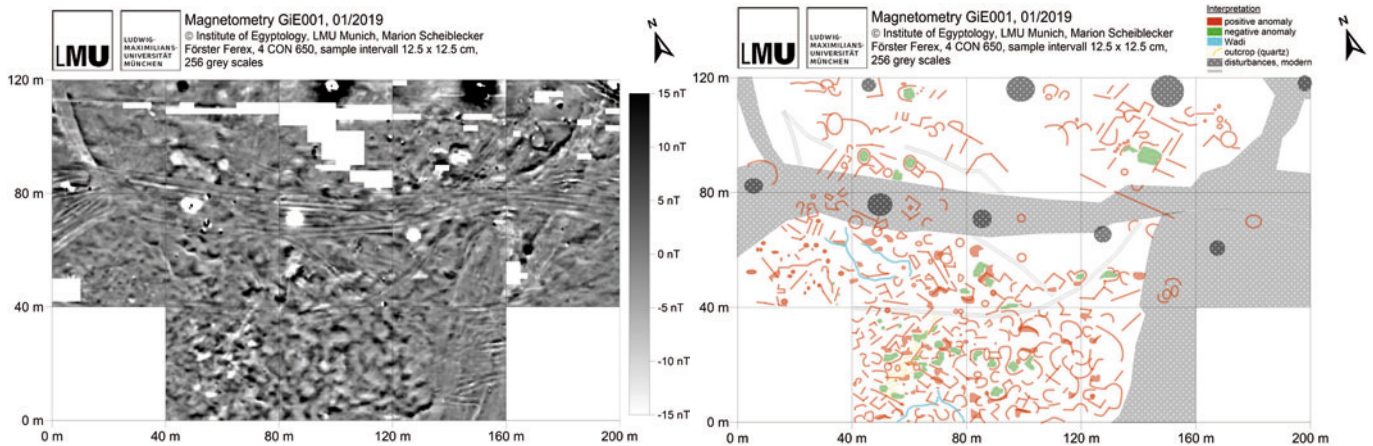 LMU
LUDWIG-
MAXIMILIANS-
UNIVERSITÄT
MÜNCHEN
Magnetometry GiE001, 01/2019
© Institute of Egyptology, LMU Munich, Marion Scheiblecker
Förster Ferex, 4 CON 650, sample intervall 12.5 x 12.5 cm,
256 grey scales
N
120 m
80 m
40 m
0 m
0 m
40 m
80 m
120 m
160 m
200 m
15 nT
10 nT
5 nT
0 nT
-5 nT
-10 nT
-15 nT
LMU
LUDWIG-
MAXIMILIANS-
UNIVERSITÄT
MÜNCHEN
Magnetometry GiE001, 01/2019
© Institute of Egyptology, LMU Munich, Marion Scheiblecker
Förster Ferex, 4 CON 650, sample intervall 12.5 x 12.5 cm,
256 grey scales
Interpretation
positive anomaly
negative anomaly
Wadi
outcrop (quartz)
disturbances, modern
N
120 m
80 m
40 m
0 m
0 m
40 m
80 m
120 m
160 m
200 m